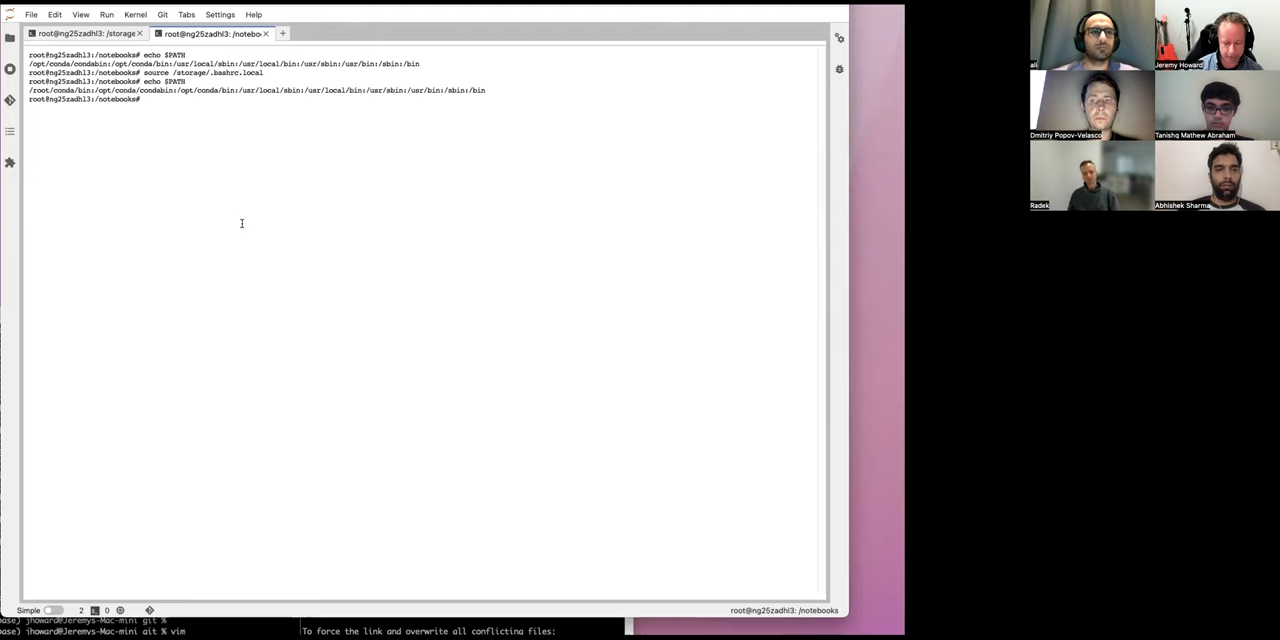 File Edit View Run Kernel Git Tabs Settings Help
root@ng25zadhl3: /storage × root@ng25zadhl3: /noteboo × +
root@ng25zadhl3:/notebooks# echo $PATH
/opt/conda/condabin:/opt/conda/bin:/usr/local/sbin:/usr/local/bin:/usr/sbin:/usr/bin:/sbin:/bin
root@ng25zadhl3:/notebooks# source /storage/.bashrc.local
root@ng25zadhl3:/notebooks# echo $PATH
/root/conda/bin:/opt/conda/condabin:/opt/conda/bin:/usr/local/sbin:/usr/local/bin:/usr/sbin:/usr/bin:/sbin:/bin
root@ng25zadhl3:/notebooks#
Simple 2 0 root@ng25zadhl3: /notebooks
base) jhoward@Jeremys-Mac-mini git %
base) jhoward@Jeremys-Mac-mini git % vim
To force the link and overwrite all conflicting files:
ali
Jeremy Howard
Dmitriy Popov-Velasco
Tanishq Mathew Abraham
Radek
Abhishek Sharma